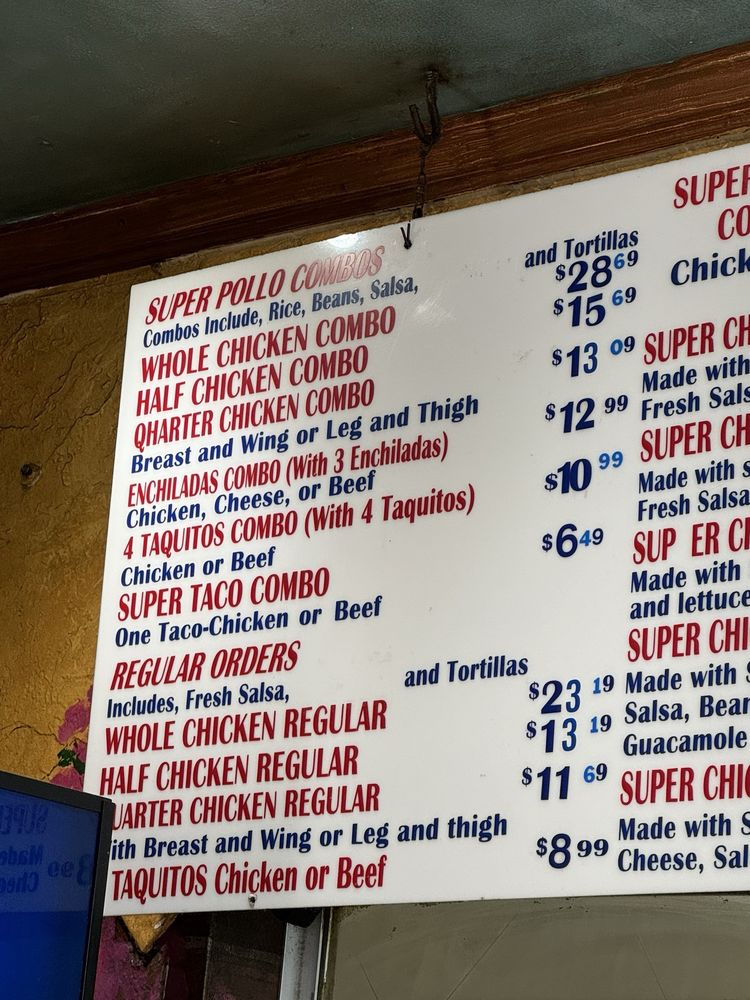 SUPER POLLO COMBOS
Combos Include, Rice, Beans, Salsa, and Tortillas
WHOLE CHICKEN COMBO $28 69
HALF CHICKEN COMBO $15 69
QHARTER CHICKEN COMBO $13 09
Breast and Wing or Leg and Thigh
ENCHILADAS COMBO (With 3 Enchiladas) $12 99
Chicken, Cheese, or Beef
4 TAQUITOS COMBO (With 4 Taquitos) $10 99
Chicken or Beef
SUPER TACO COMBO $6 49
One Taco-Chicken or Beef
REGULAR ORDERS
Includes, Fresh Salsa, and Tortillas
WHOLE CHICKEN REGULAR $23 19
HALF CHICKEN REGULAR $13 19
UARTER CHICKEN REGULAR $11 69
ith Breast and Wing or Leg and thigh
TAQUITOS Chicken or Beef $8 99
SUPER
CO
Chick
SUPER CH
Made with
Fresh Sals
SUPER CH
Made with s
Fresh Salsa
SUP ER C
Made with
and lettuce
SUPER CHI
Made with S
Salsa, Bean
Guacamole
SUPER CHIC
Made with S
Cheese, Sal